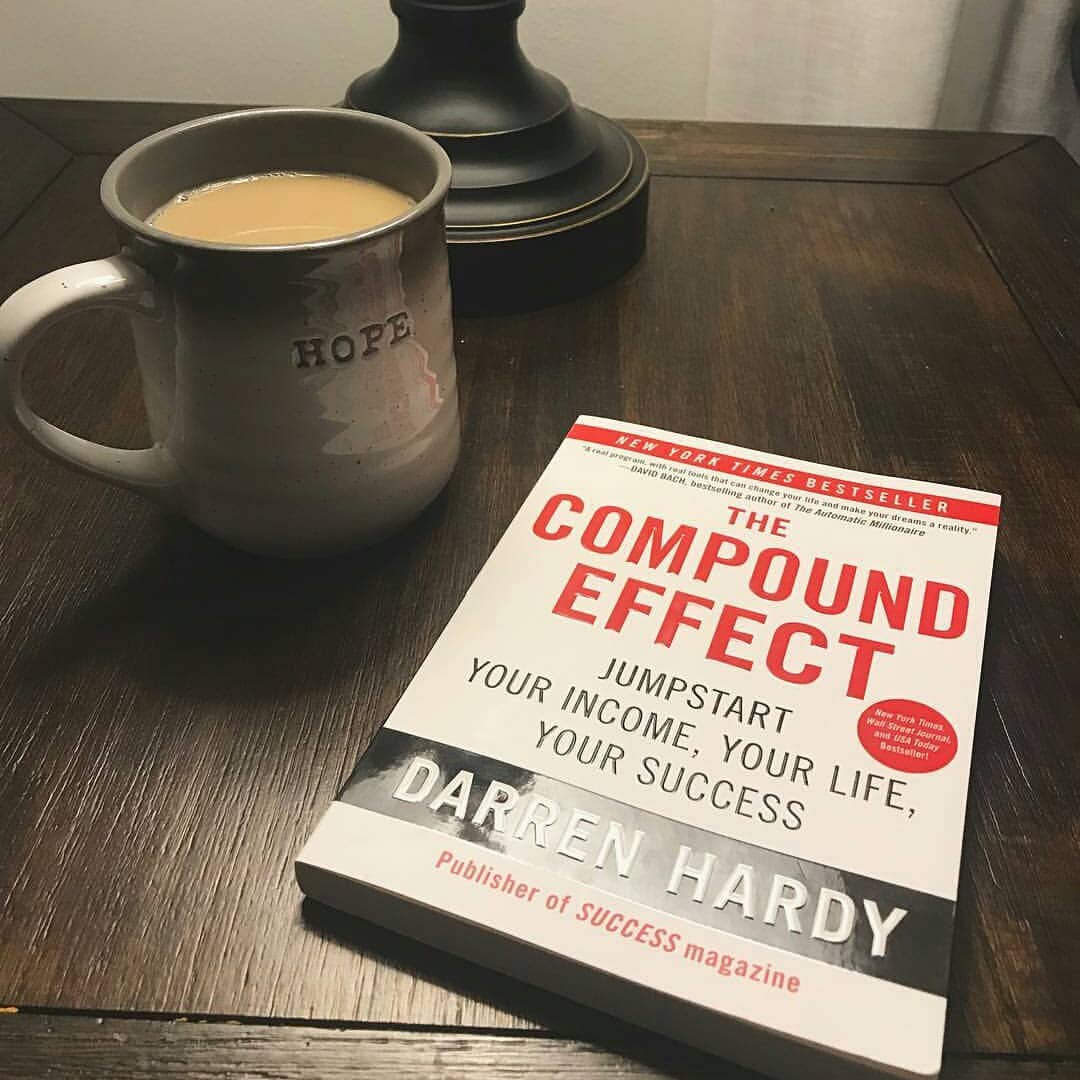 HOPE
NEW YORK TIMES BESTSELLER
"A real program, with real tools that can change your life and make your dreams a reality."
—DAVID BACH, bestselling author of The Automatic Millionaire
THE
COMPOUND
EFFECT
JUMPSTART
YOUR INCOME, YOUR LIFE,
YOUR SUCCESS
New York Times,
Wall Street Journal,
and USA Today
Bestseller!
DARREN HARDY
Publisher of SUCCESS magazine